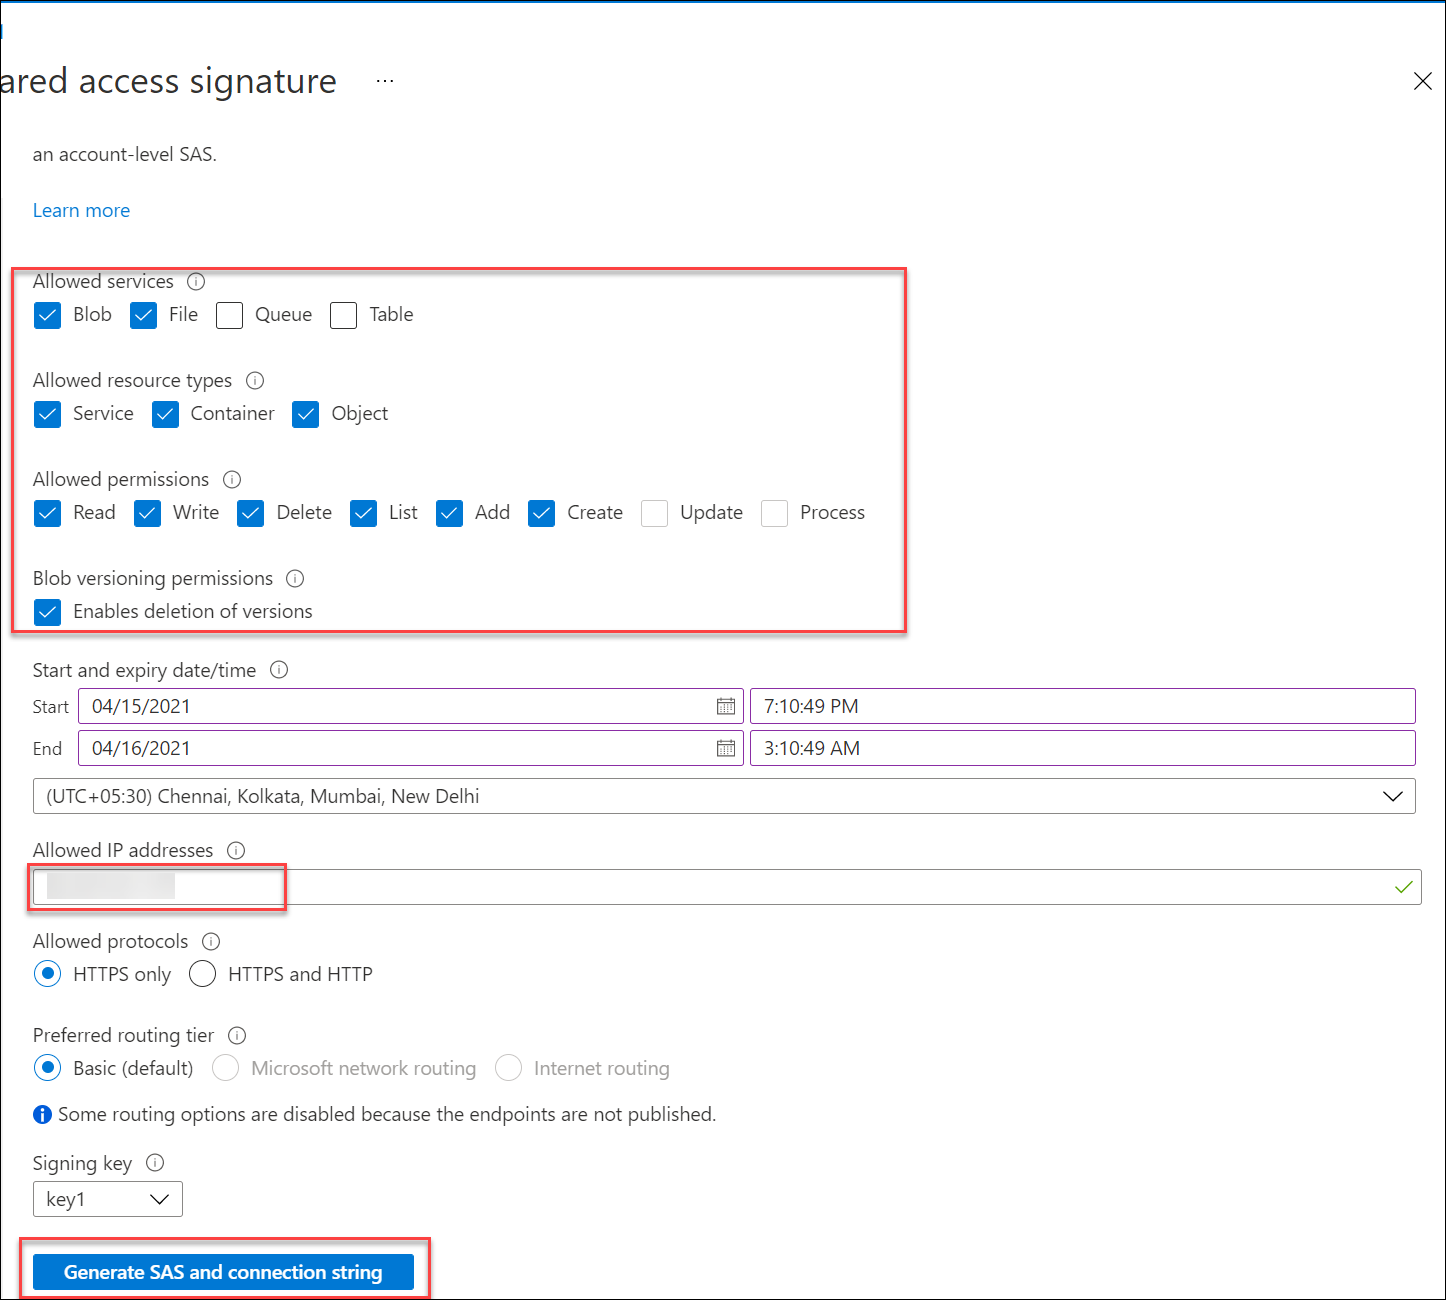 ared access signature ...
an account-level SAS.
Learn more
Allowed services
Blob File Queue Table
Allowed resource types
Service Container Object
Allowed permissions
Read Write Delete List Add Create Update Process
Blob versioning permissions
Enables deletion of versions
Start and expiry date/time
Start 04/15/2021 7:10:49 PM
End 04/16/2021 3:10:49 AM
(UTC+05:30) Chennai, Kolkata, Mumbai, New Delhi
Allowed IP addresses
Allowed protocols
HTTPS only HTTPS and HTTP
Preferred routing tier
Basic (default) Microsoft network routing Internet routing
Some routing options are disabled because the endpoints are not published.
Signing key
key1
Generate SAS and connection string